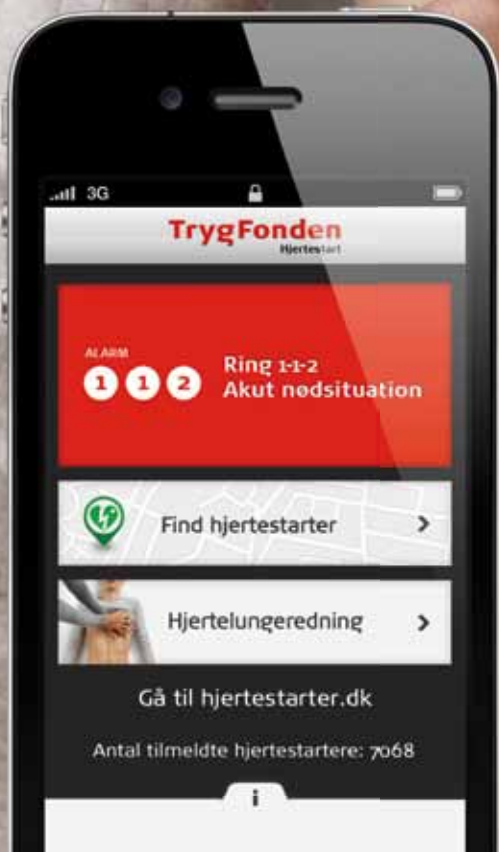 3G
TrygFonden
Hjertestart
ALARM
1 1 2
Ring 1-1-2
Akut nødsituation
Find hjertestarter
Hjertelungeredning
Gå til hjertestarter.dk
Antal tilmeldte hjertestartere: 7068
i